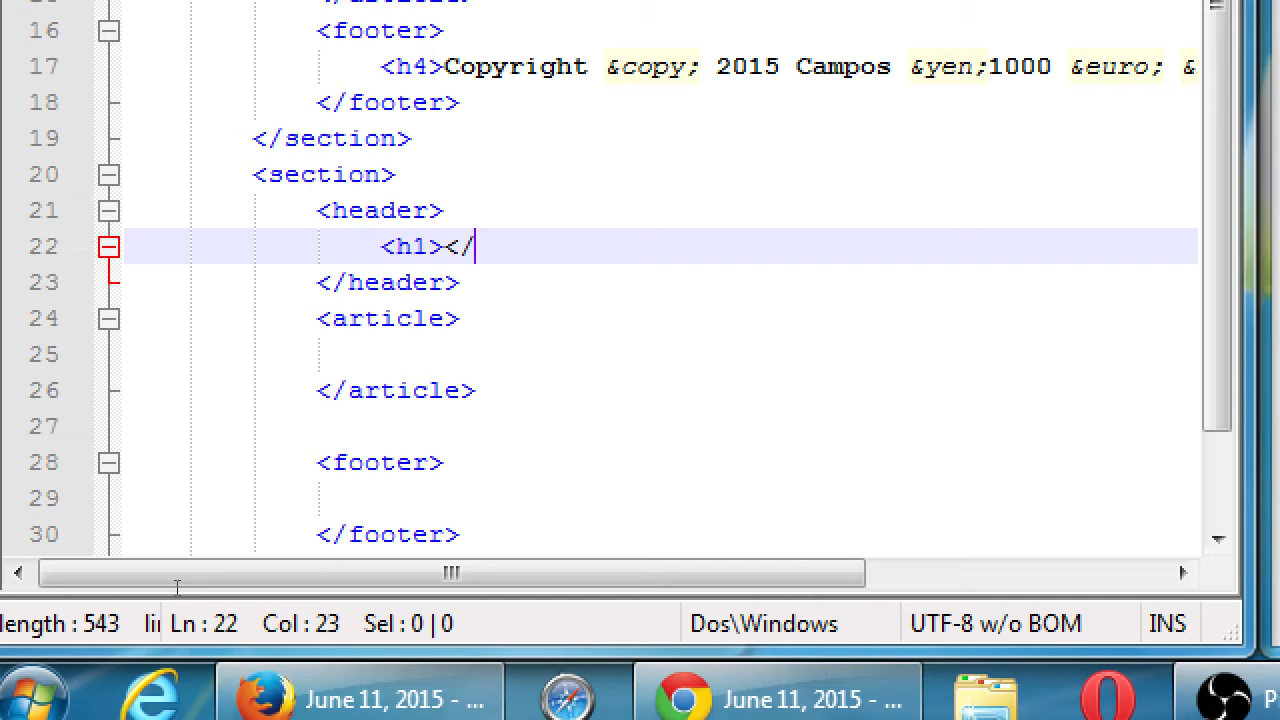 16 <footer>
17 <h4>Copyright &copy; 2015 Campos &yen;1000 &euro; &
18 </footer>
19 </section>
20 <section>
21 <header>
22 <h1></
23 </header>
24 <article>
25
26 </article>
27
28 <footer>
29
30 </footer>
length : 543 lin Ln : 22 Col : 23 Sel : 0 | 0 Dos\Windows UTF-8 w/o BOM INS
June 11, 2015 - ... June 11, 2015 - ... P